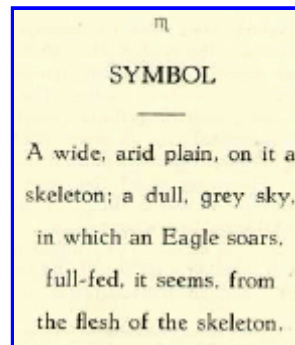 ♏
SYMBOL
A wide, arid plain, on it a
skeleton; a dull, grey sky,
in which an Eagle soars,
full-fed, it seems, from
the flesh of the skeleton.